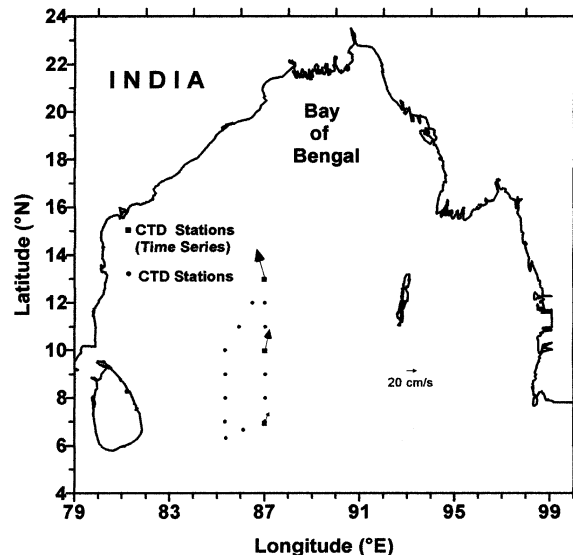 24
22
20
18
16
14
12
10
8
6
4
Latitude (°N)
INDIA
Bay
of
Bengal
CTD Stations
(Time Series)
CTD Stations
20 cm/s
79 83 87 91 95 99
Longitude (°E)